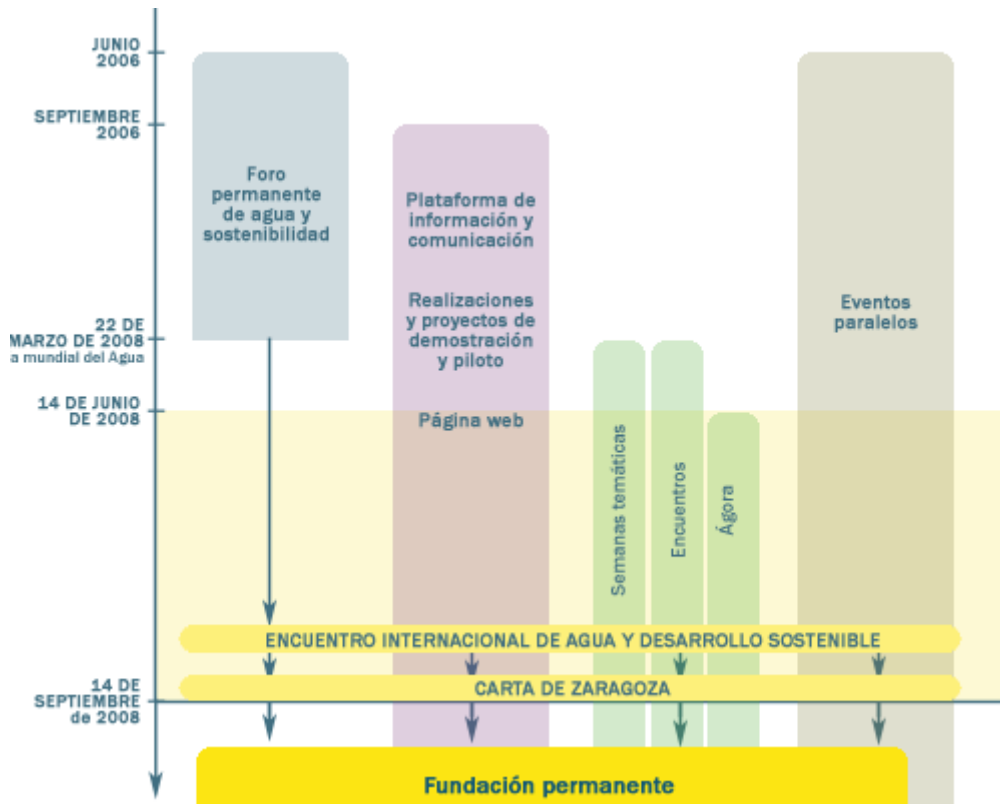 JUNIO
2006
SEPTIEMBRE
2006
Foro
permanente
de agua y
sostenibilidad
Plataforma de
información y
comunicación
Realizaciones
y proyectos de
demostración
y piloto
Página web
Eventos
paralelos
22 DE
MARZO DE 2008
a mundial del Agua
14 DE JUNIO
DE 2008
Semanas temáticas
Encuentros
Ágora
ENCUENTRO INTERNACIONAL DE AGUA Y DESARROLLO SOSTENIBLE
CARTA DE ZARAGOZA
14 DE
SEPTIEMBRE
de 2008
Fundación permanente